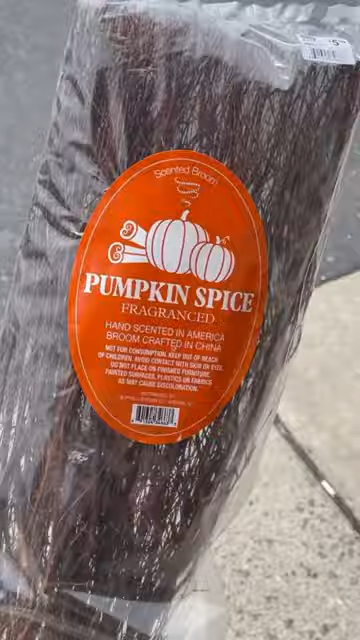 Scented Broom
PUMPKIN SPICE
FRAGRANCED
HAND SCENTED IN AMERICA
BROOM CRAFTED IN CHINA
NOT FOR CONSUMPTION. KEEP OUT OF REACH
OF CHILDREN. AVOID CONTACT WITH SKIN OR EYES.
DO NOT PLACE ON FINISHED FURNITURE,
PAINTED SURFACES, PLASTICS OR FABRICS
AS MAY CAUSE DISCOLORATION.
DISTRIBUTED BY